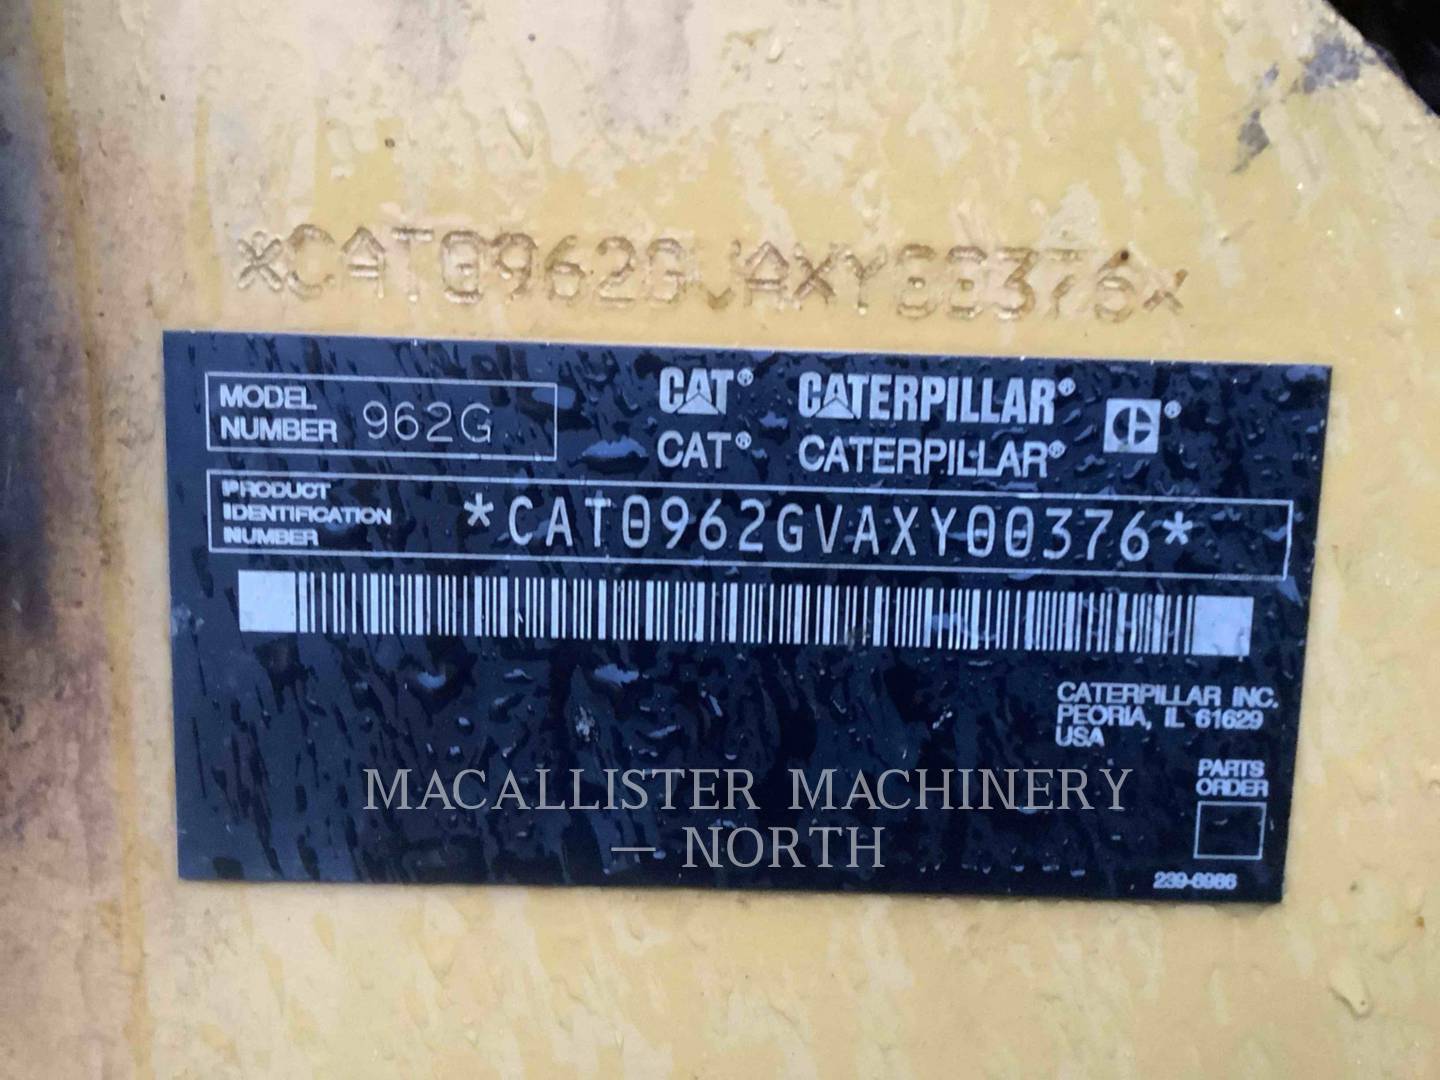 *CAT0962GVAXY00376*
MODEL
NUMBER 962G
CAT® CATERPILLAR® ®
CAT® CATERPILLAR®
PRODUCT
IDENTIFICATION
NUMBER
*CAT0962GVAXY00376*
CATERPILLAR INC.
PEORIA, IL 61629
USA
PARTS
ORDER
239-6986
MACALLISTER MACHINERY
— NORTH